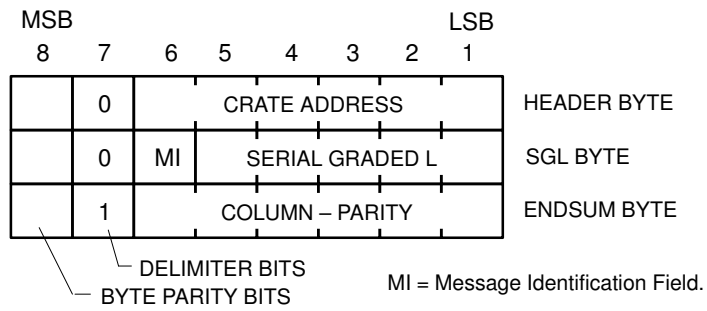 MSB LSB
8 7 6 5 4 3 2 1
0 CRATE ADDRESS HEADER BYTE
0 MI SERIAL GRADED L SGL BYTE
1 COLUMN – PARITY ENDSUM BYTE
DELIMITER BITS
BYTE PARITY BITS
MI = Message Identification Field.